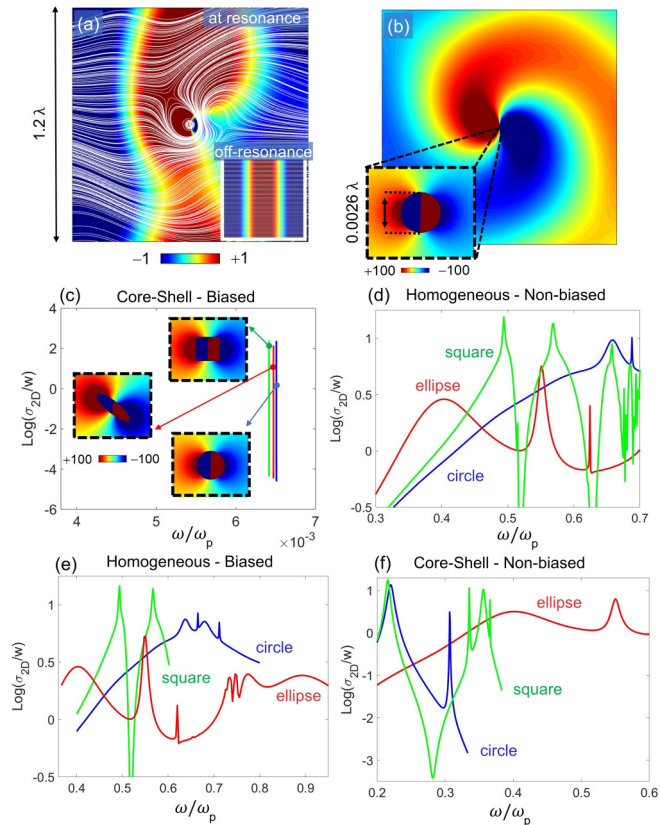 (a)
at resonance
1.2 λ
off-resonance
−1
+1
(b)
0.0026 λ
+100
−100
(c)
Core-Shell - Biased
Log(σ2D/w)
4
2
0
-2
-4
-6
+100
−100
4
5
6
7
×10⁻³
ω/ωp
(d)
Homogeneous - Non-biased
Log(σ2D/w)
1
0.5
0
-0.5
square
ellipse
circle
0.3
0.4
0.5
0.6
0.7
ω/ωp
(e)
Homogeneous - Biased
Log(σ2D/w)
1
0.5
0
-0.5
circle
square
ellipse
0.4
0.5
0.6
0.7
0.8
0.9
ω/ωp
(f)
Core-Shell - Non-biased
Log(σ2D/w)
1
0
-1
-2
-3
ellipse
square
circle
0.2
0.3
0.4
0.5
0.6
ω/ωp